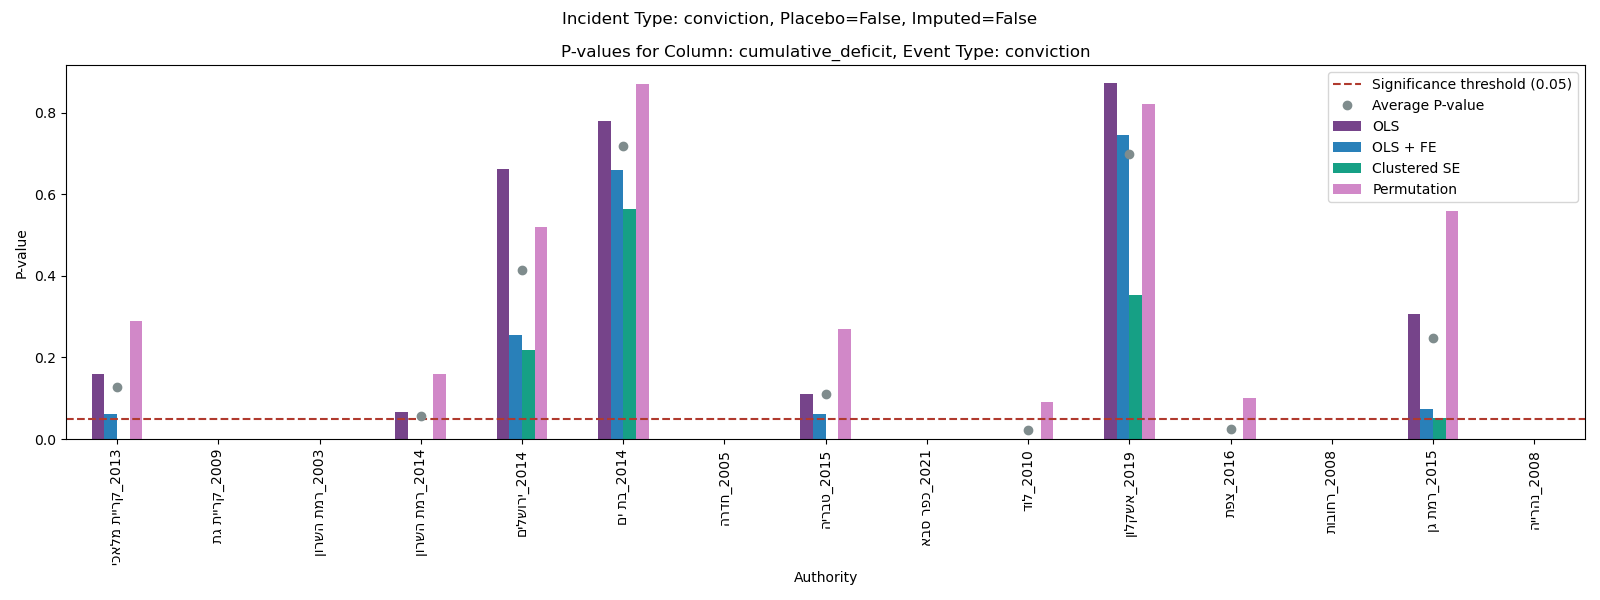 Incident Type: conviction, Placebo=False, Imputed=False
P-values for Column: cumulative_deficit, Event Type: conviction
Significance threshold (0.05)
Average P-value
OLS
OLS + FE
Clustered SE
Permutation
P-value
0.8
0.6
0.4
0.2
0.0
קריית מלאכי_2013
קריית גת_2009
רמת השרון_2003
רמת השרון_2014
ירושלים_2014
בת ים_2014
חדרה_2005
טבריה_2015
כפר סבא_2021
לוד_2010
אשקלון_2019
צפת_2016
רחובות_2008
רמת גן_2015
נהרייה_2008
Authority